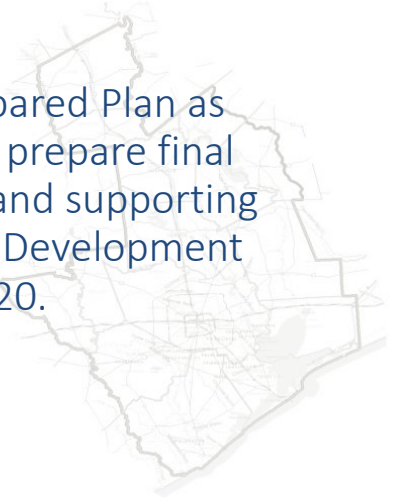 pared Plan as
prepare final
and supporting
Development
20.